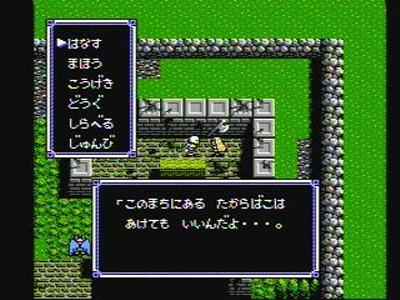 ▶はなす
まほう
こうげき
どうぐ
しらべる
じゅんび
「このまちにある たからばこは
あけても いいんだよ・・・。